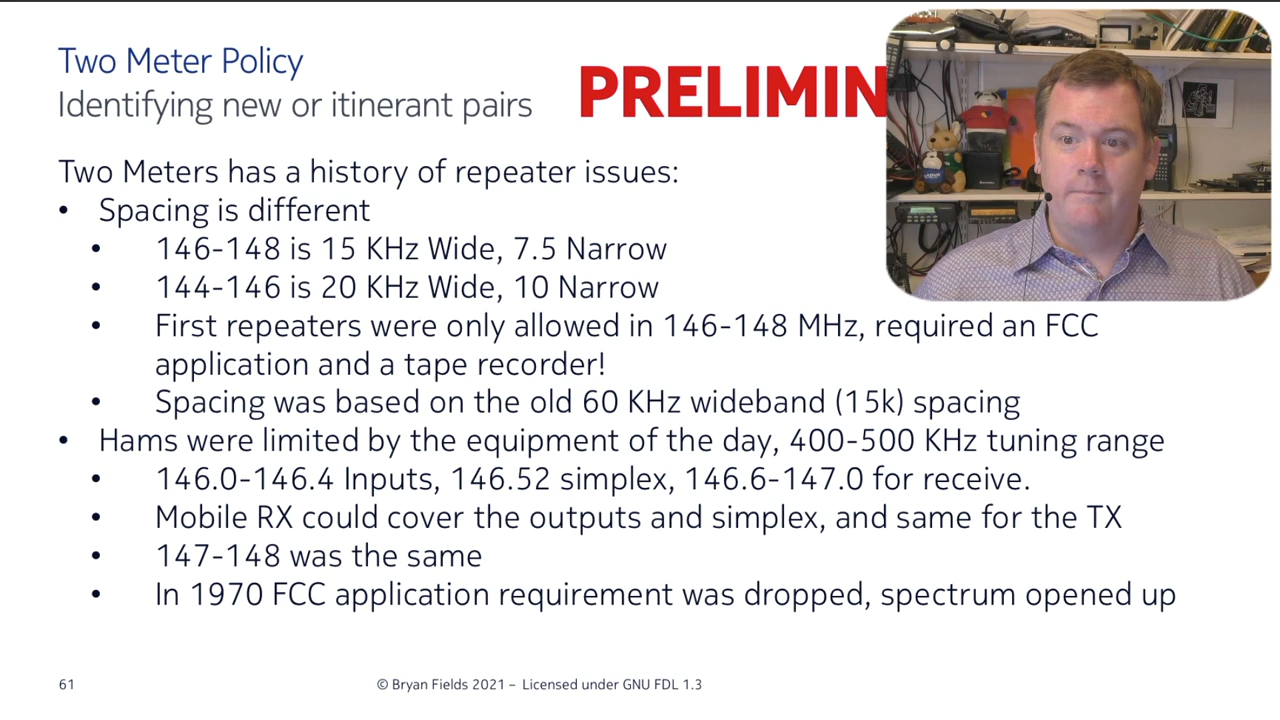 Two Meter Policy
Identifying new or itinerant pairs
PRELIMIN
Two Meters has a history of repeater issues:
• Spacing is different
• 146-148 is 15 KHz Wide, 7.5 Narrow
• 144-146 is 20 KHz Wide, 10 Narrow
• First repeaters were only allowed in 146-148 MHz, required an FCC
application and a tape recorder!
• Spacing was based on the old 60 KHz wideband (15k) spacing
• Hams were limited by the equipment of the day, 400-500 KHz tuning range
• 146.0-146.4 Inputs, 146.52 simplex, 146.6-147.0 for receive.
• Mobile RX could cover the outputs and simplex, and same for the TX
• 147-148 was the same
• In 1970 FCC application requirement was dropped, spectrum opened up
61
© Bryan Fields 2021 – Licensed under GNU FDL 1.3